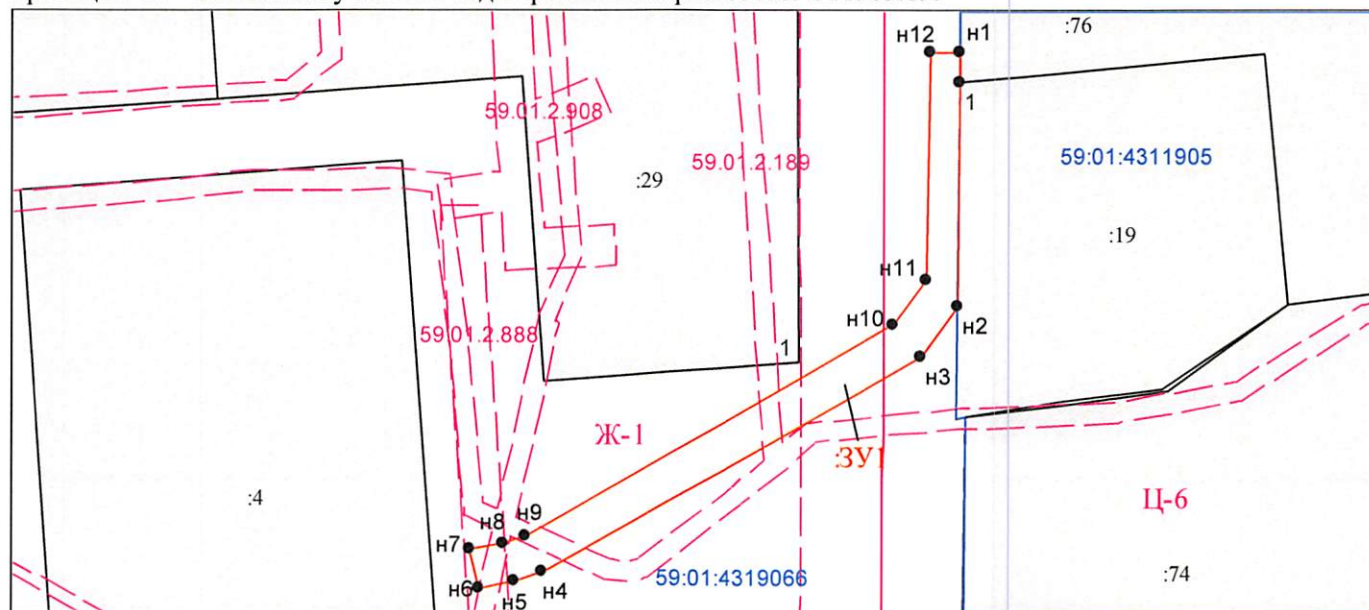 :76
н12
н1
1
59.01.2.908
59.01.2.189
59:01:4311905
:29
:19
н11
н2
н10
59.01.2.888
1
н3
Ж-1
:ЗУ1
:4
Ц-6
н9
н8
н7
59:01:4319066
:74
н4
н5
н6